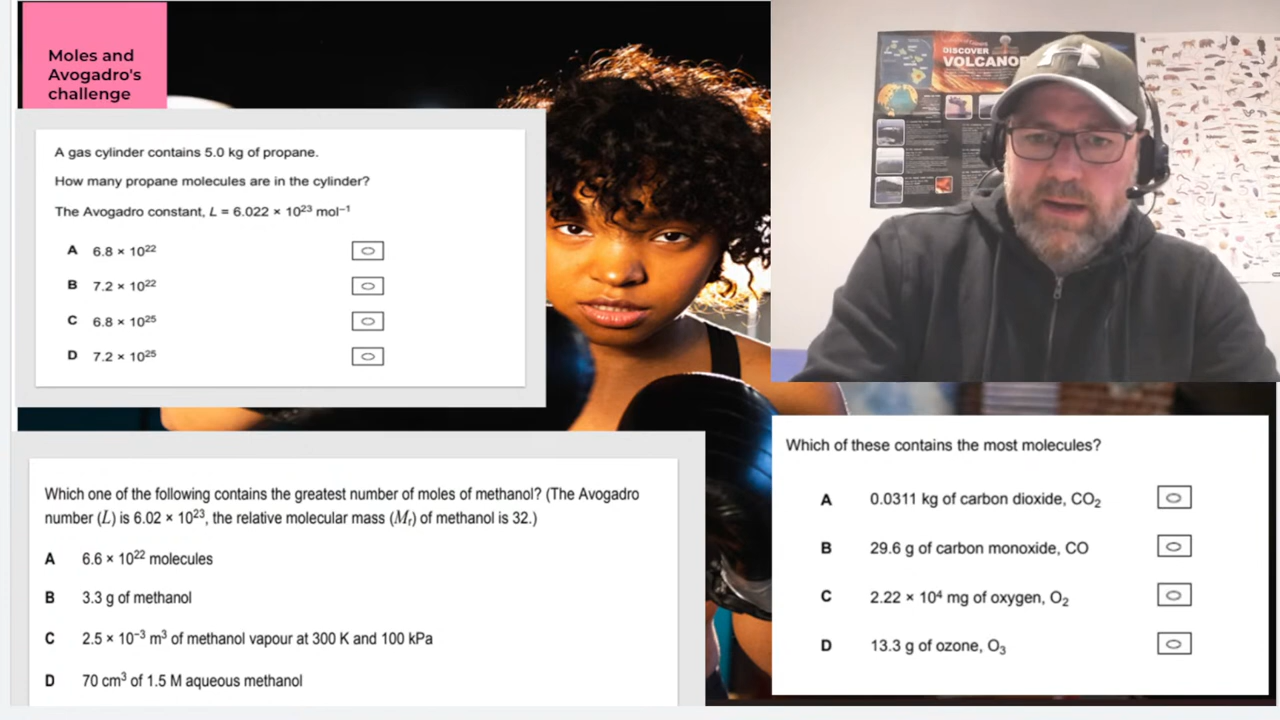 Moles and
Avogadro's
challenge
A gas cylinder contains 5.0 kg of propane.
How many propane molecules are in the cylinder?
The Avogadro constant, L = 6.022 × 10²³ mol⁻¹
A 6.8 × 10²²
B 7.2 × 10²²
C 6.8 × 10²⁵
D 7.2 × 10²⁵
DISCOVER
Which one of the following contains the greatest number of moles of methanol? (The Avogadro
number (L) is 6.02 × 10²³, the relative molecular mass (Mᵣ) of methanol is 32.)
A 6.6 × 10²² molecules
B 3.3 g of methanol
C 2.5 × 10⁻³ m³ of methanol vapour at 300 K and 100 kPa
D 70 cm³ of 1.5 M aqueous methanol
Which of these contains the most molecules?
A 0.0311 kg of carbon dioxide, CO₂
B 29.6 g of carbon monoxide, CO
C 2.22 × 10⁴ mg of oxygen, O₂
D 13.3 g of ozone, O₃